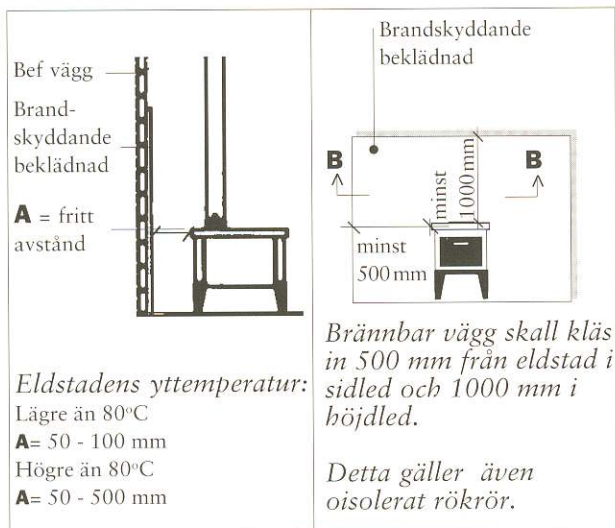 Bef vägg
Brand-
skyddande
beklädnad
A = fritt
avstånd
Eldstadens yttemperatur:
Lägre än 80°C
A= 50 - 100 mm
Högre än 80°C
A= 50 - 500 mm
Brandskyddande
beklädnad
B
B
minst
1000 mm
minst
500 mm
Brännbar vägg skall kläs
in 500 mm från eldstad i
sidled och 1000 mm i
höjdled.
Detta gäller även
oisolerat rökrör.